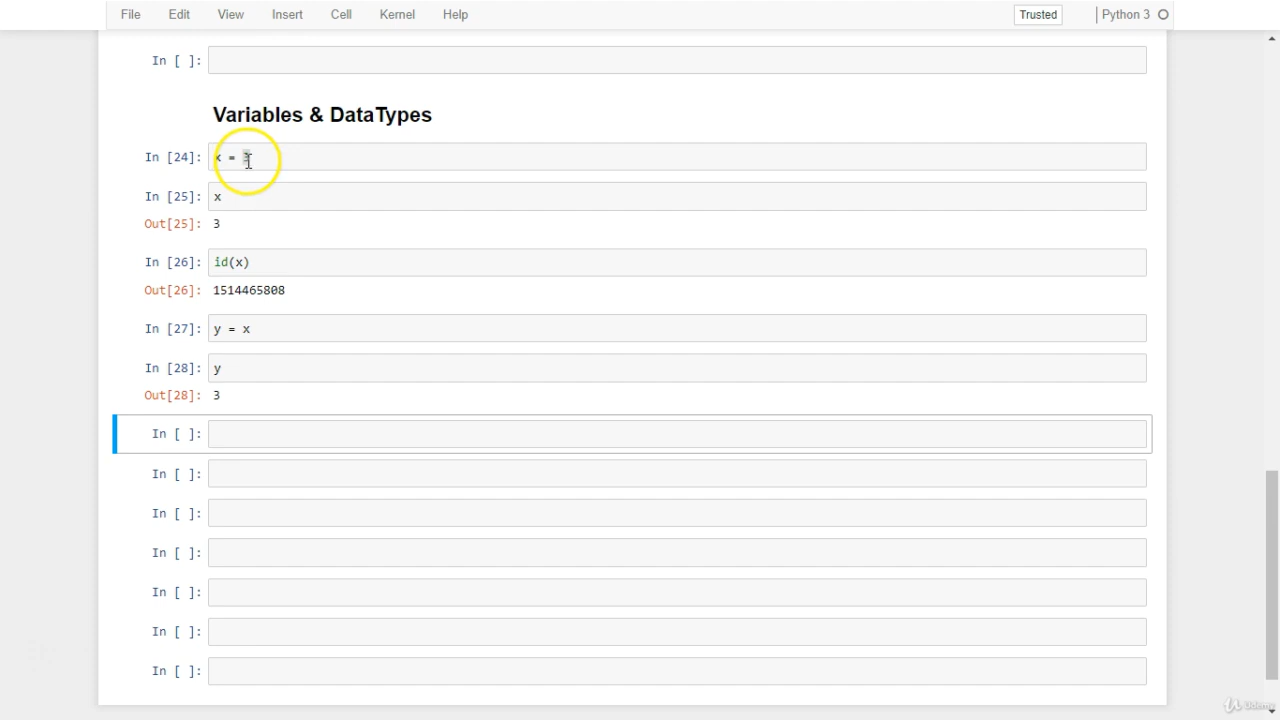 File Edit View Insert Cell Kernel Help Trusted Python 3
In [ ]:
Variables & DataTypes
In [24]: x = 3
In [25]: x
Out[25]: 3
In [26]: id(x)
Out[26]: 1514465808
In [27]: y = x
In [28]: y
Out[28]: 3
In [ ]:
In [ ]:
In [ ]:
In [ ]:
In [ ]:
In [ ]:
In [ ]:
Udemy